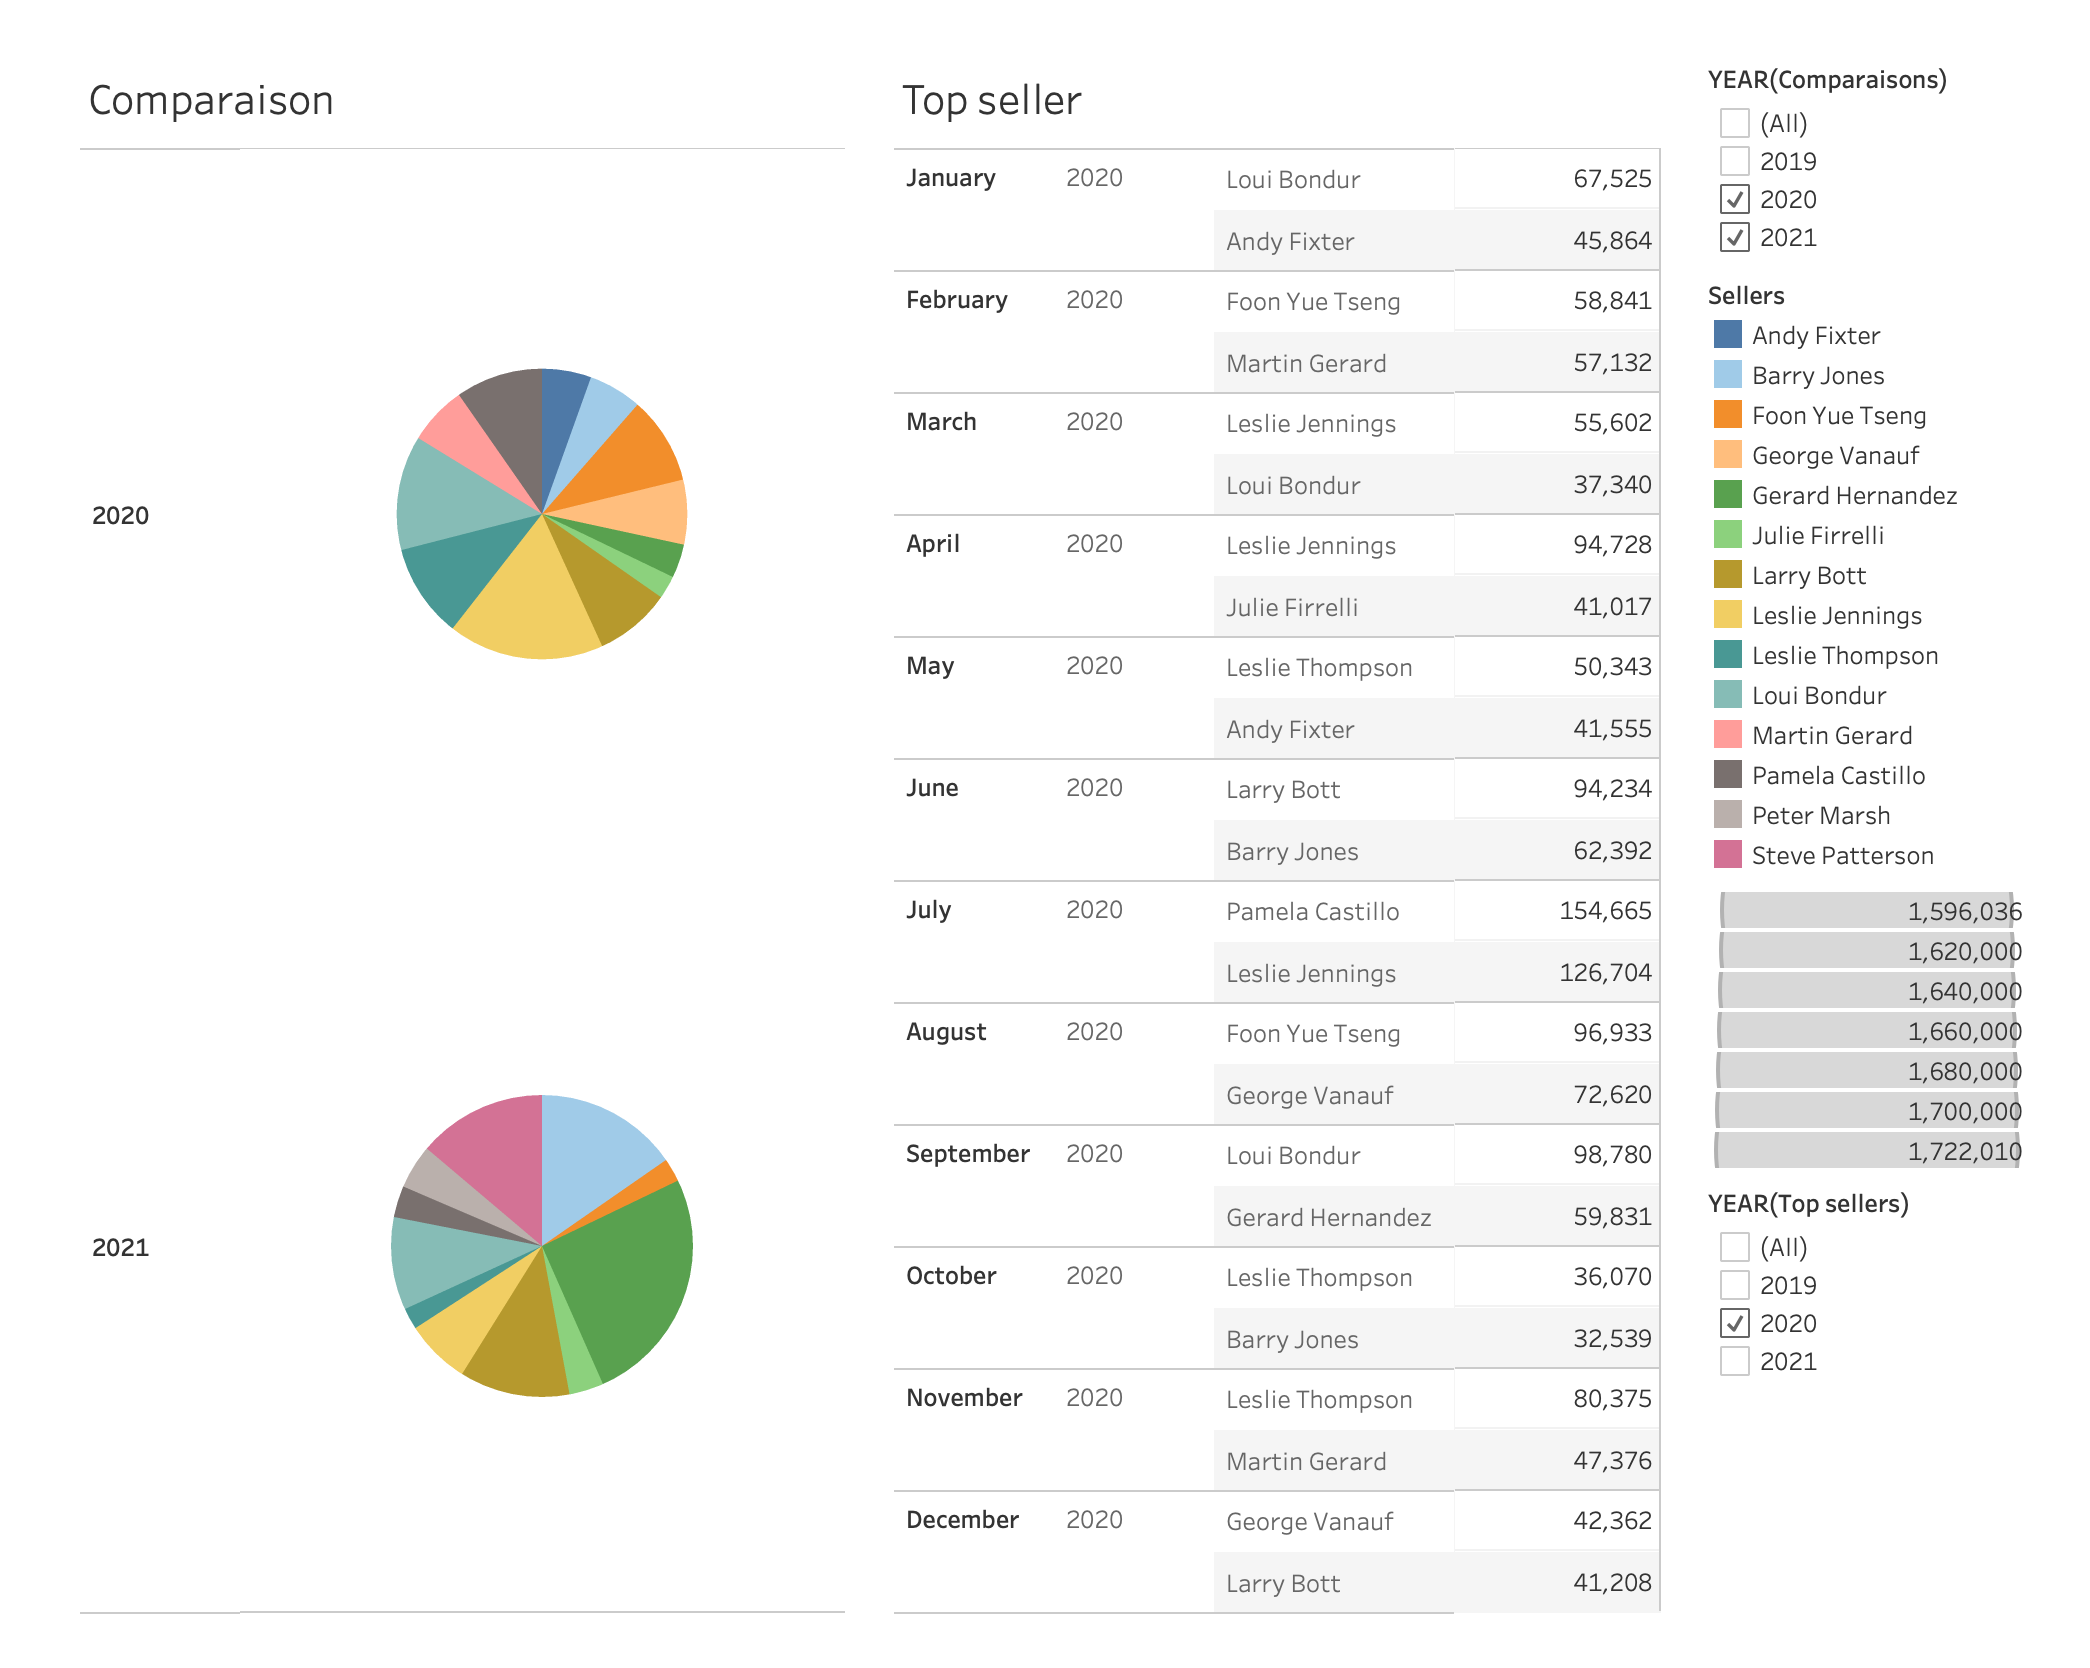 Comparaison
2020
2021
Top seller
January 2020 Loui Bondur 67,525
Andy Fixter 45,864
February 2020 Foon Yue Tseng 58,841
Martin Gerard 57,132
March 2020 Leslie Jennings 55,602
Loui Bondur 37,340
April 2020 Leslie Jennings 94,728
Julie Firrelli 41,017
May 2020 Leslie Thompson 50,343
Andy Fixter 41,555
June 2020 Larry Bott 94,234
Barry Jones 62,392
July 2020 Pamela Castillo 154,665
Leslie Jennings 126,704
August 2020 Foon Yue Tseng 96,933
George Vanauf 72,620
September 2020 Loui Bondur 98,780
Gerard Hernandez 59,831
October 2020 Leslie Thompson 36,070
Barry Jones 32,539
November 2020 Leslie Thompson 80,375
Martin Gerard 47,376
December 2020 George Vanauf 42,362
Larry Bott 41,208
YEAR(Comparaisons)
(All)
2019
2020
2021
Sellers
Andy Fixter
Barry Jones
Foon Yue Tseng
George Vanauf
Gerard Hernandez
Julie Firrelli
Larry Bott
Leslie Jennings
Leslie Thompson
Loui Bondur
Martin Gerard
Pamela Castillo
Peter Marsh
Steve Patterson
1,596,036
1,620,000
1,640,000
1,660,000
1,680,000
1,700,000
1,722,010
YEAR(Top sellers)
(All)
2019
2020
2021